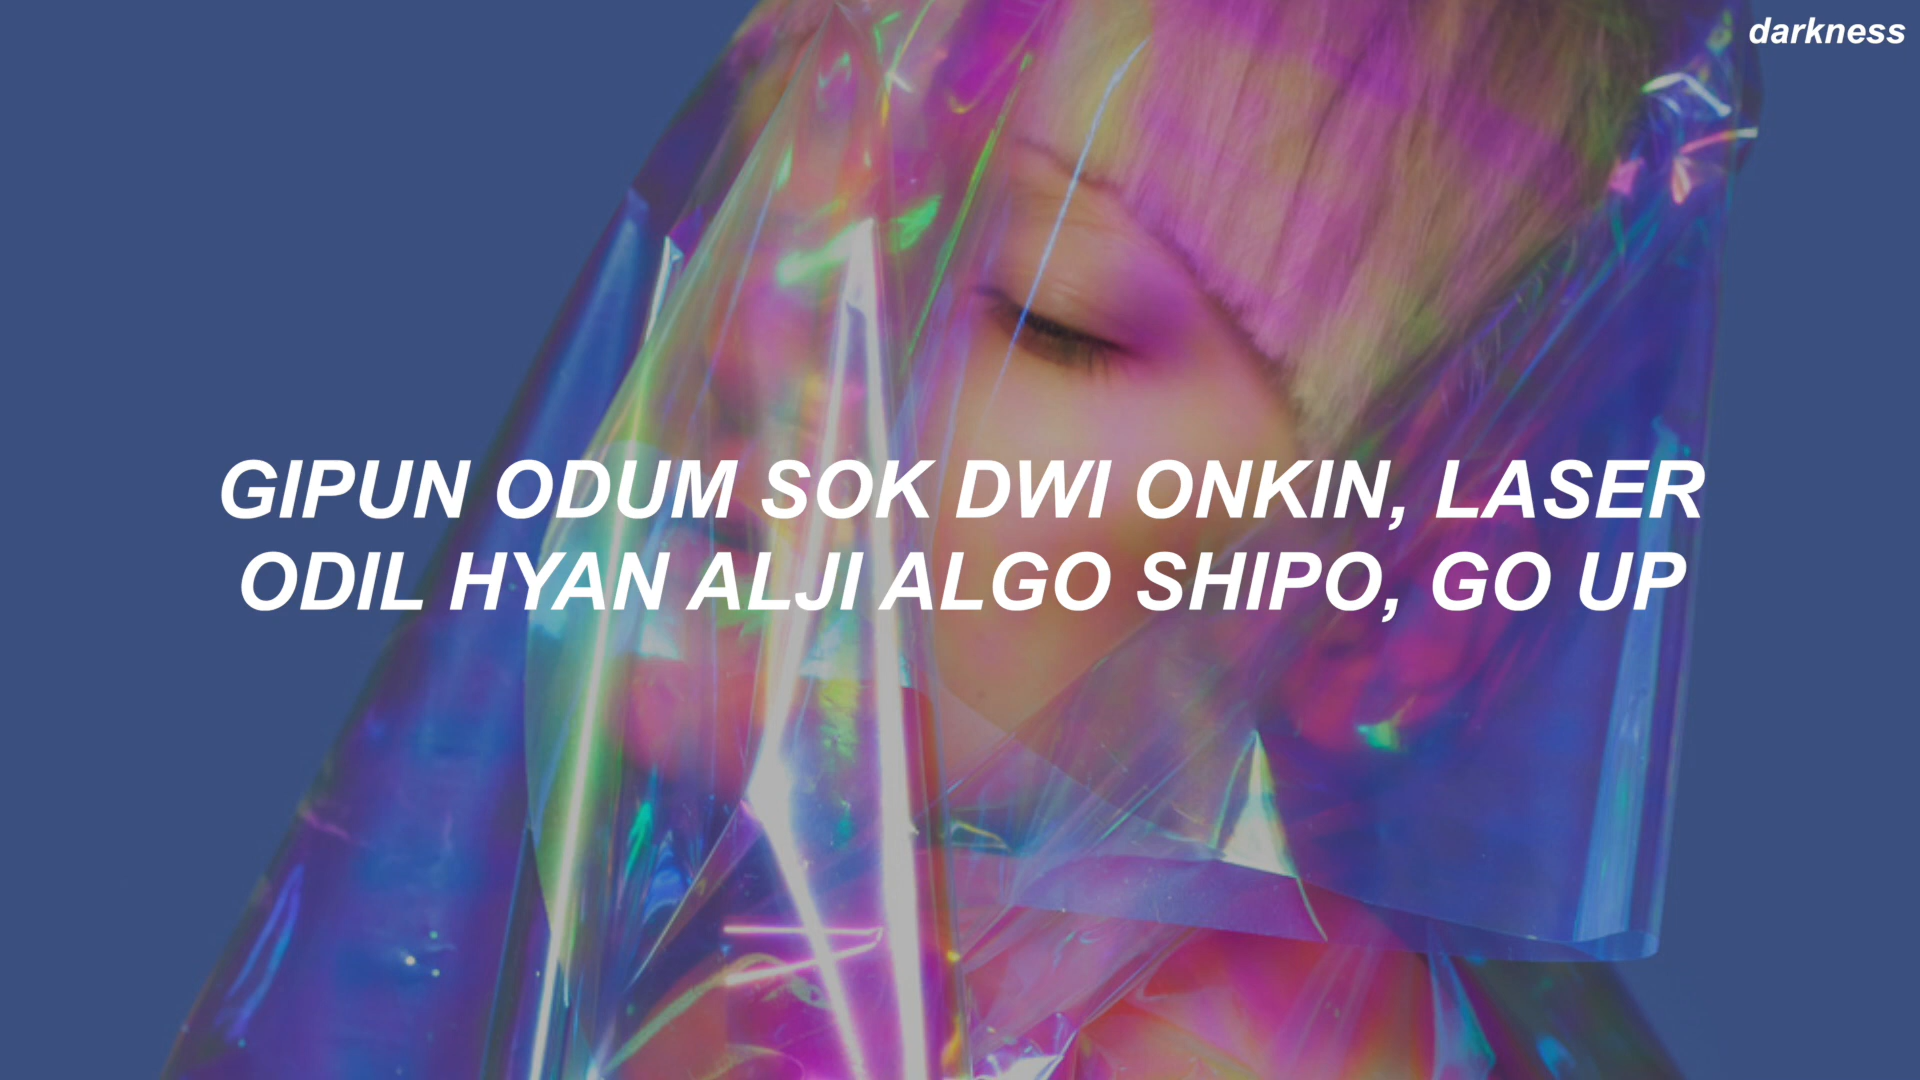 darkness
GIPUN ODUM SOK DWI ONKIN, LASER
ODIL HYAN ALJI ALGO SHIPO, GO UP